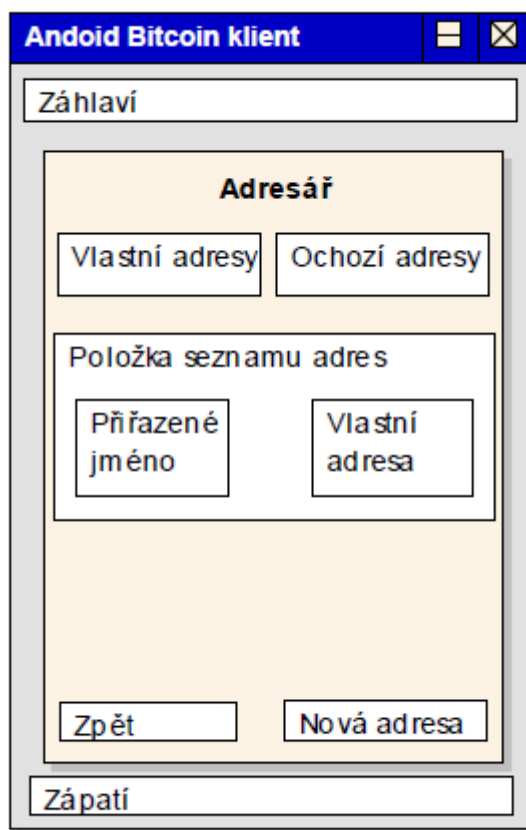 Andoid Bitcoin klient
Záhlaví
Adresář
Vlastní adresy Ochozí adresy
Položka seznamu adres
Přiřazené Vlastní
jméno adresa
Zpět Nová adresa
Zápatí